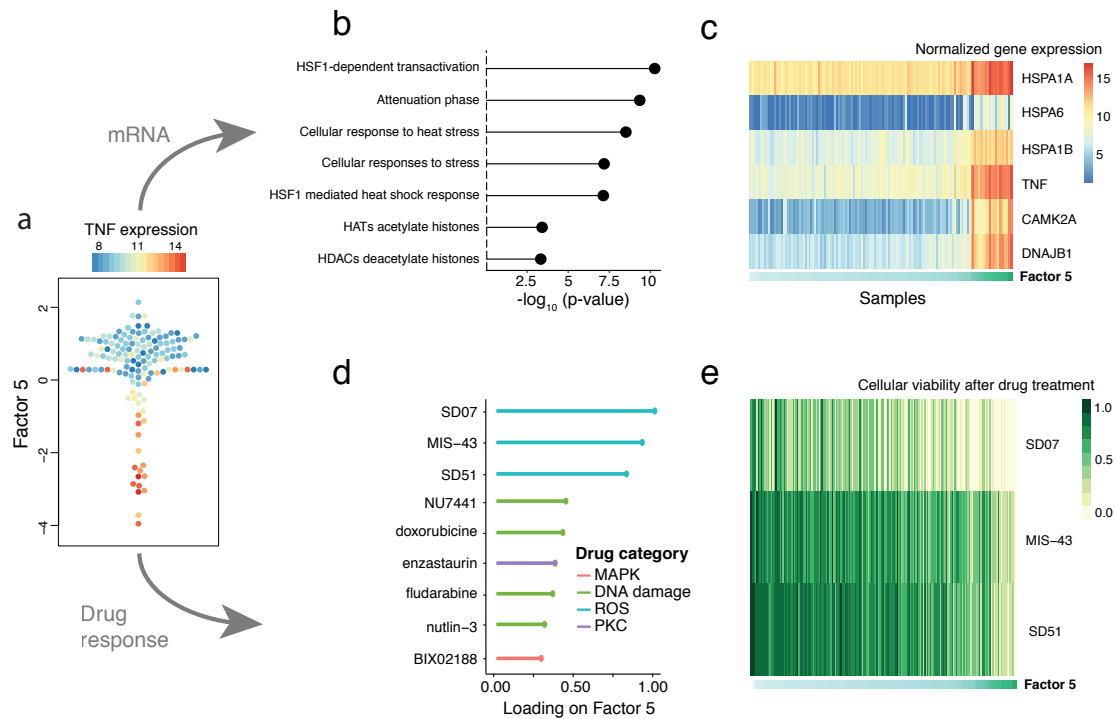 a
TNF expression
8 11 14
Factor 5
2
0
−2
−4
mRNA
Drug
response
b
HSF1-dependent transactivation
Attenuation phase
Cellular response to heat stress
Cellular responses to stress
HSF1 mediated heat shock response
HATs acetylate histones
HDACs deacetylate histones
2.5 5 7.5 10
-log10 (p-value)
c
Normalized gene expression
HSPA1A
HSPA6
HSPA1B
TNF
CAMK2A
DNAJB1
Factor 5
Samples
15
10
5
d
SD07
MIS−43
SD51
NU7441
doxorubicine
enzastaurin
fludarabine
nutlin−3
BIX02188
Drug category
MAPK
DNA damage
ROS
PKC
0.00 0.50 1.00
Loading on Factor 5
e
Cellular viability after drug treatment
SD07
MIS−43
SD51
Factor 5
1.0
0.5
0.0